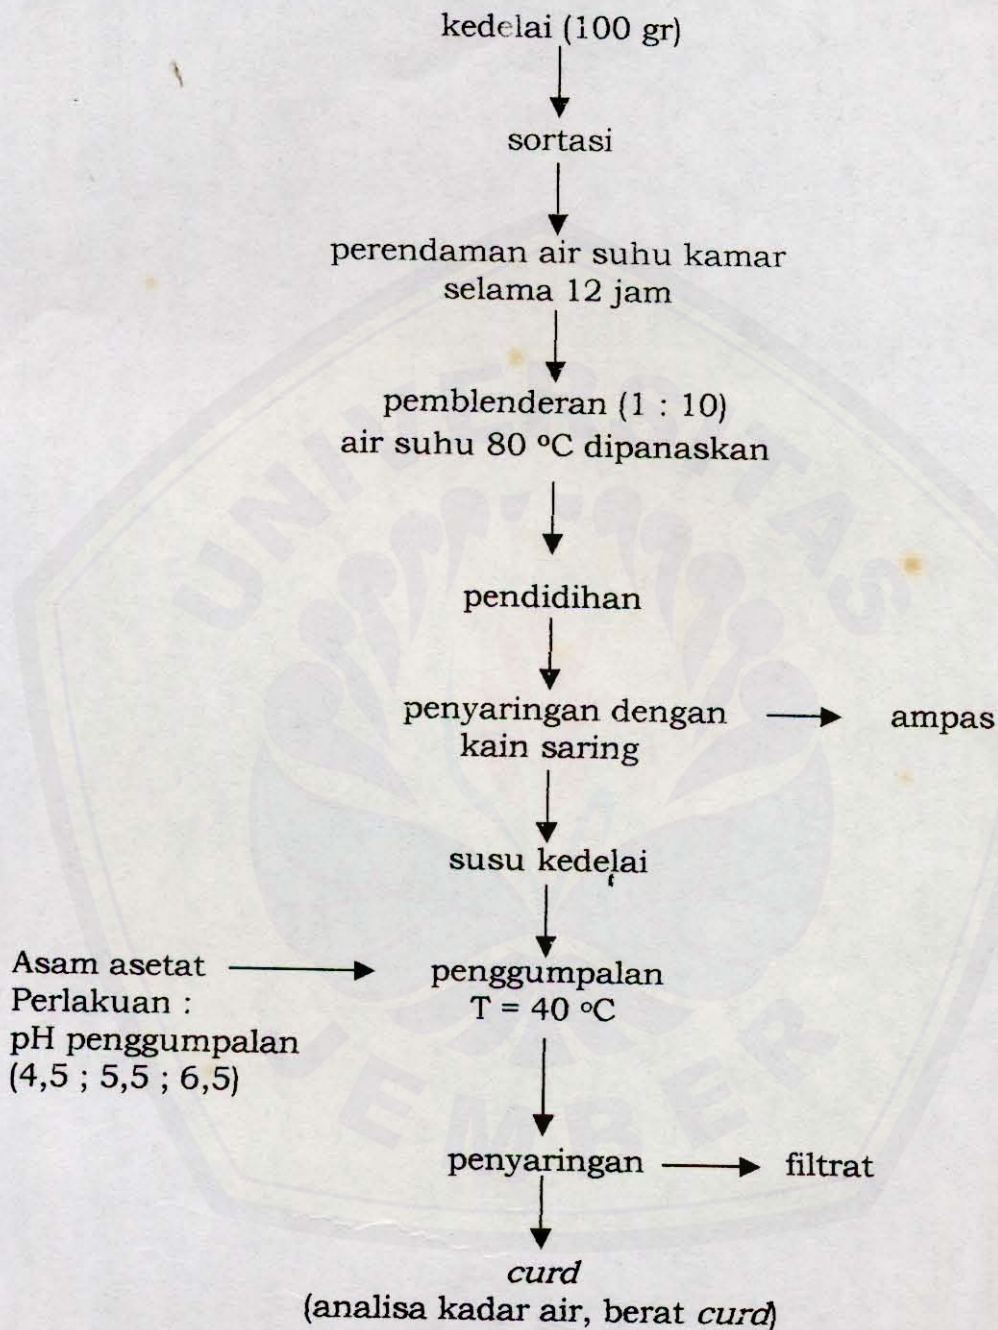 kedelai (100 gr)
sortasi
perendaman air suhu kamar
selama 12 jam
pemblenderan (1 : 10)
air suhu 80 °C dipanaskan
pendidihan
penyaringan dengan
kain saring
ampas
susu kedelai
Asam asetat
Perlakuan :
pH penggumpalan
(4,5 ; 5,5 ; 6,5)
penggumpalan
T = 40 °C
penyaringan
filtrat
curd
(analisa kadar air, berat curd)
UNIVERSITAS
JEMBER